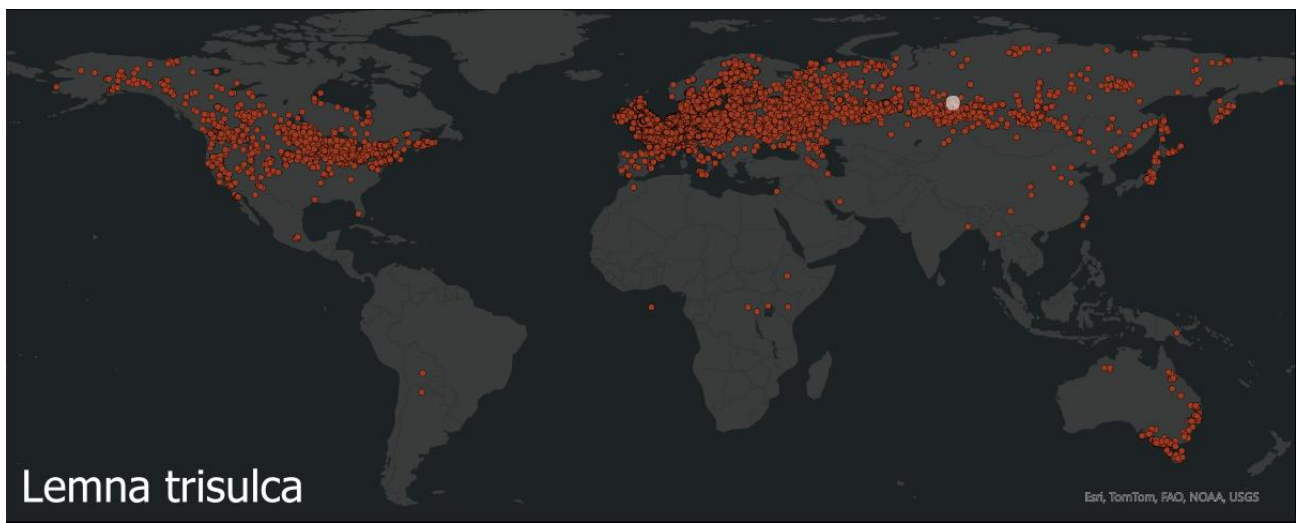 Lemna trisulca
Esri, TomTom, FAO, NOAA, USGS